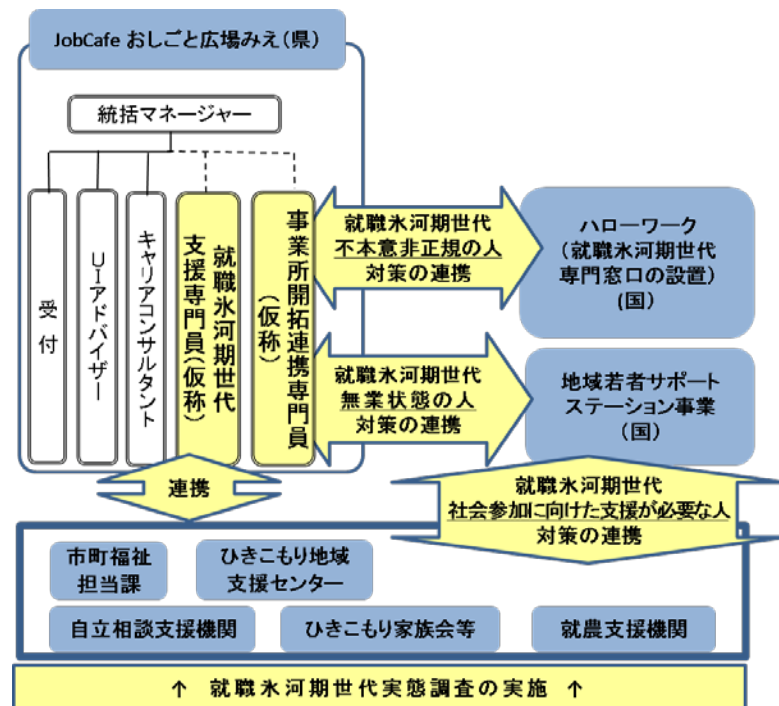 JobCafe おしごと広場みえ（県）
統括マネージャー
受付
ＵＩアドバイザー
キャリアコンサルタント
就職氷河期世代
支援専門員（仮称）
事業所開拓連携専門員
（仮称）
就職氷河期世代
不本意非正規の人
対策の連携
ハローワーク
（就職氷河期世代
専門窓口の設置）
(国)
就職氷河期世代
無業状態の人
対策の連携
地域若者サポート
ステーション事業
（国）
連携
就職氷河期世代
社会参加に向けた支援が必要な人
対策の連携
市町福祉
担当課
ひきこもり地域
支援センター
自立相談支援機関
ひきこもり家族会等
就農支援機関
↑ 就職氷河期世代実態調査の実施 ↑